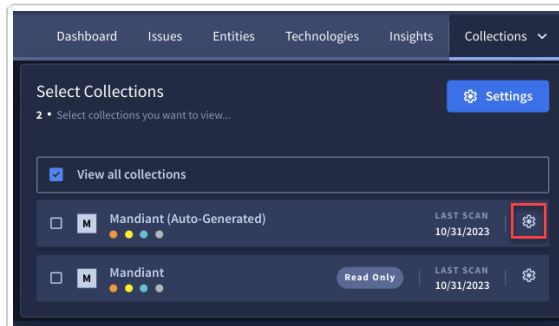 Dashboard Issues Entities Technologies Insights Collections
Select Collections
Settings
2 • Select collections you want to view...
View all collections
M Mandiant (Auto-Generated) LAST SCAN
10/31/2023
M Mandiant Read Only LAST SCAN
10/31/2023